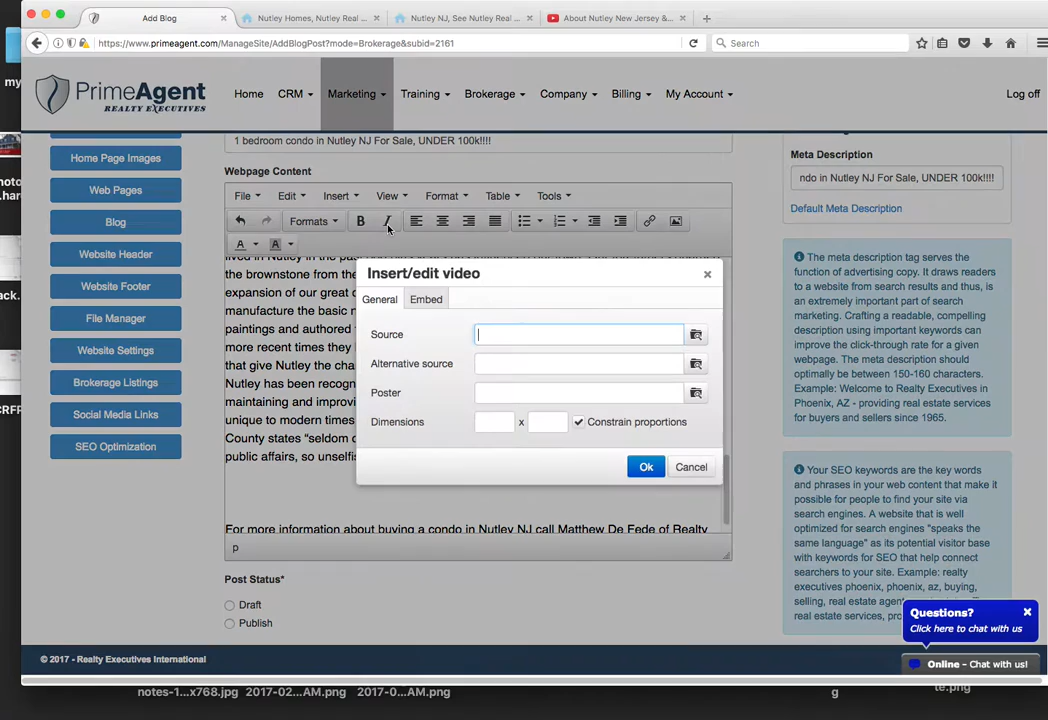 Add Blog
Nutley Homes, Nutley Real ...
Nutley NJ, See Nutley Real ...
About Nutley New Jersey &...
https://www.primeagent.com/ManageSite/AddBlogPost?mode=Brokerage&subid=2161
Search
PrimeAgent
REALTY EXECUTIVES
Home
CRM
Marketing
Training
Brokerage
Company
Billing
My Account
Log off
my
1 bedroom condo in Nutley NJ For Sale, UNDER 100k!!!!
Home Page Images
Web Pages
Blog
Website Header
Website Footer
File Manager
Website Settings
Brokerage Listings
Social Media Links
SEO Optimization
Webpage Content
File
Edit
Insert
View
Format
Table
Tools
Formats
B
I
A
A
the brownstone from the
expansion of our great c
manufacture the basic n
paintings and authored
more recent times they
that give Nutley the cha
Nutley has been recogn
maintaining and improvi
unique to modern times
County states “seldom c
public affairs, so unselfis
For more information about buying a condo in Nutley NJ call Matthew De Fede of Realty
p
Insert/edit video
General
Embed
Source
Alternative source
Poster
Dimensions
x
Constrain proportions
Ok
Cancel
Post Status*
Draft
Publish
Meta Description
ndo in Nutley NJ For Sale, UNDER 100k!!!!
Default Meta Description
The meta description tag serves the
function of advertising copy. It draws readers
to a website from search results and thus, is
an extremely important part of search
marketing. Crafting a readable, compelling
description using important keywords can
improve the click-through rate for a given
webpage. The meta description should
optimally be between 150-160 characters.
Example: Welcome to Realty Executives in
Phoenix, AZ - providing real estate services
for buyers and sellers since 1965.
Your SEO keywords are the key words
and phrases in your web content that make it
possible for people to find your site via
search engines. A website that is well
optimized for search engines "speaks the
same language" as its potential visitor base
with keywords for SEO that help connect
searchers to your site. Example: realty
executives phoenix, phoenix, az, buying,
selling, real estate agen
real estate services, pro
Questions?
Click here to chat with us
Online - Chat with us!
© 2017 - Realty Executives International
hoto
.har
ack.
CRFP
notes-1...x768.jpg
2017-02...AM.png
2017-0...AM.png
g
te.png